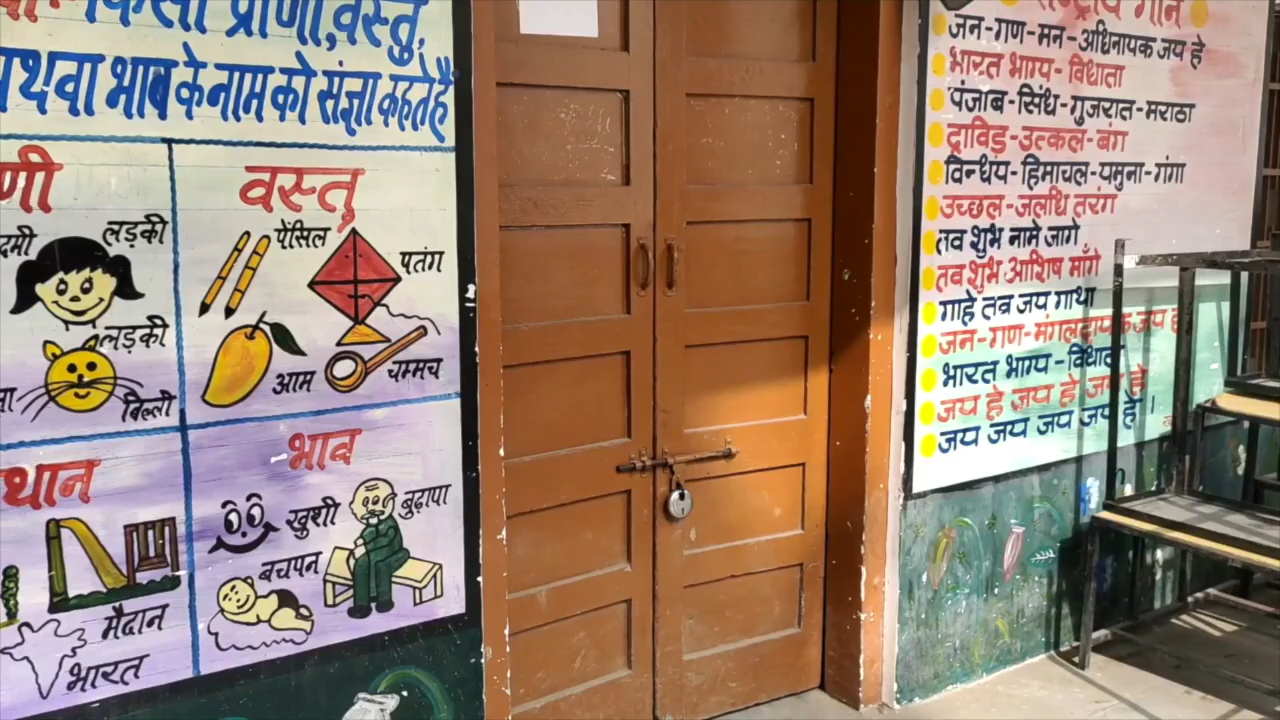 किसी प्राणी,वस्तु,
अथवा भाव के नाम को संज्ञा कहते हैं
वस्तु
लड़की
पेंसिल
पतंग
लड़की
बिल्ली
आम
चम्मच
भाव
खुशी
बुढ़ापा
बचपन
मैदान
भारत
राष्ट्रीय गान
जन-गण-मन-अधिनायक जय हे
भारत भाग्य-विधाता
पंजाब-सिंध-गुजरात-मराठा
द्राविड़-उत्कल-बंग
विन्धय-हिमाचल-यमुना-गंगा
उच्छल-जलधि तरंग
तव शुभ नामे जागे
तव शुभ आशिष माँगे
गाहे तव जय गाथा
जन-गण-मंगलदायक जय हे
भारत भाग्य-विधाता
जय हे जय हे जय हे
जय जय जय जय हे।